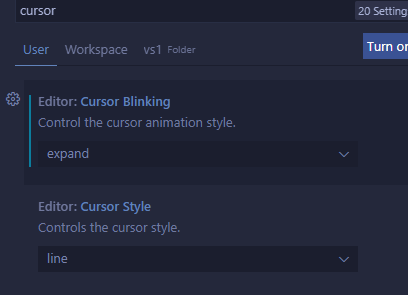 cursor
20 Setting
User Workspace vs1 Folder
Turn or
Editor: Cursor Blinking
Control the cursor animation style.
expand
Editor: Cursor Style
Controls the cursor style.
line